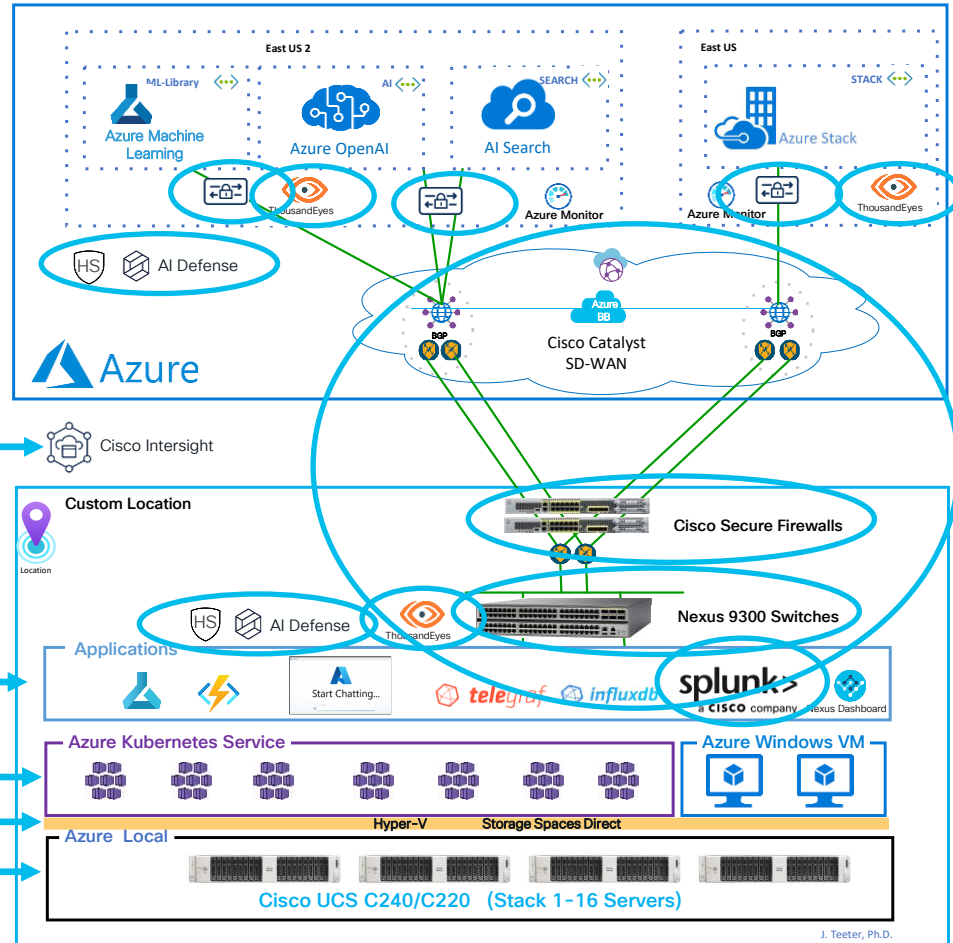 East US 2
East US
ML-Library
AI
SEARCH
STACK
Azure Machine
Learning
Azure OpenAI
AI Search
Azure Stack
ThousandEyes
Azure Monitor
Azure Monitor
ThousandEyes
HS
AI Defense
Azure
BB
BGP
BGP
Cisco Catalyst
SD-WAN
Azure
Cisco Intersight
Custom Location
Location
Cisco Secure Firewalls
HS
AI Defense
ThousandEyes
Nexus 9300 Switches
Applications
Start Chatting...
telegraf
influxdb
splunk>
a CISCO company
Nexus Dashboard
Azure Kubernetes Service
Azure Windows VM
Hyper-V
Storage Spaces Direct
Azure Local
Cisco UCS C240/C220 (Stack 1-16 Servers)
J. Teeter, Ph.D.